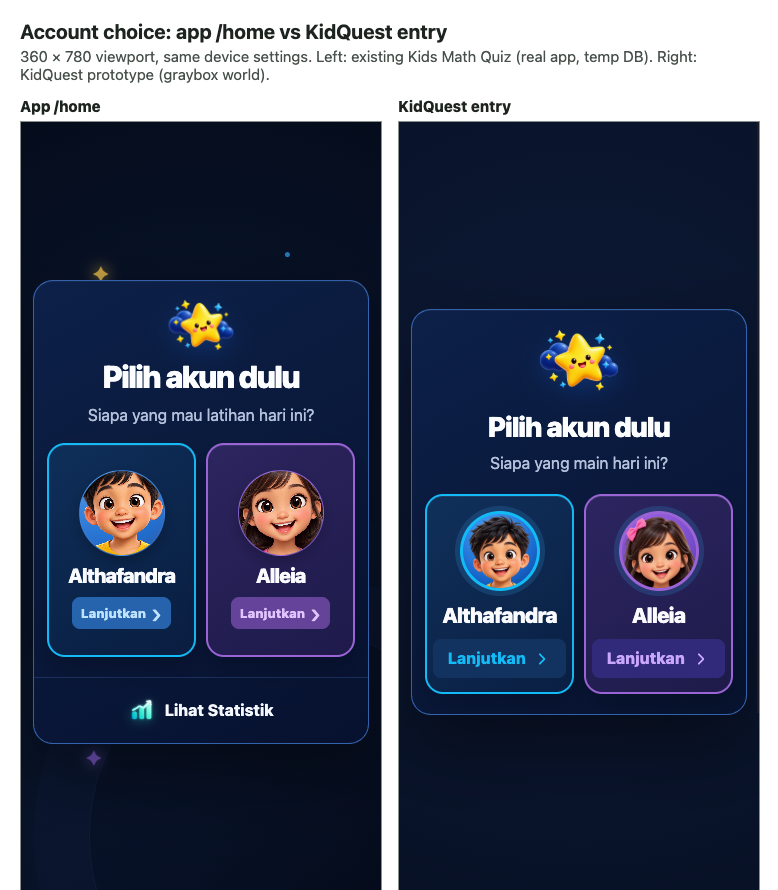 Account choice: app /home vs KidQuest entry
360 × 780 viewport, same device settings. Left: existing Kids Math Quiz (real app, temp DB). Right:
KidQuest prototype (graybox world).
App /home
Pilih akun dulu
Siapa yang mau latihan hari ini?
Althafandra
Alleia
Lanjutkan
Lanjutkan
Lihat Statistik
KidQuest entry
Pilih akun dulu
Siapa yang main hari ini?
Althafandra
Alleia
Lanjutkan
Lanjutkan